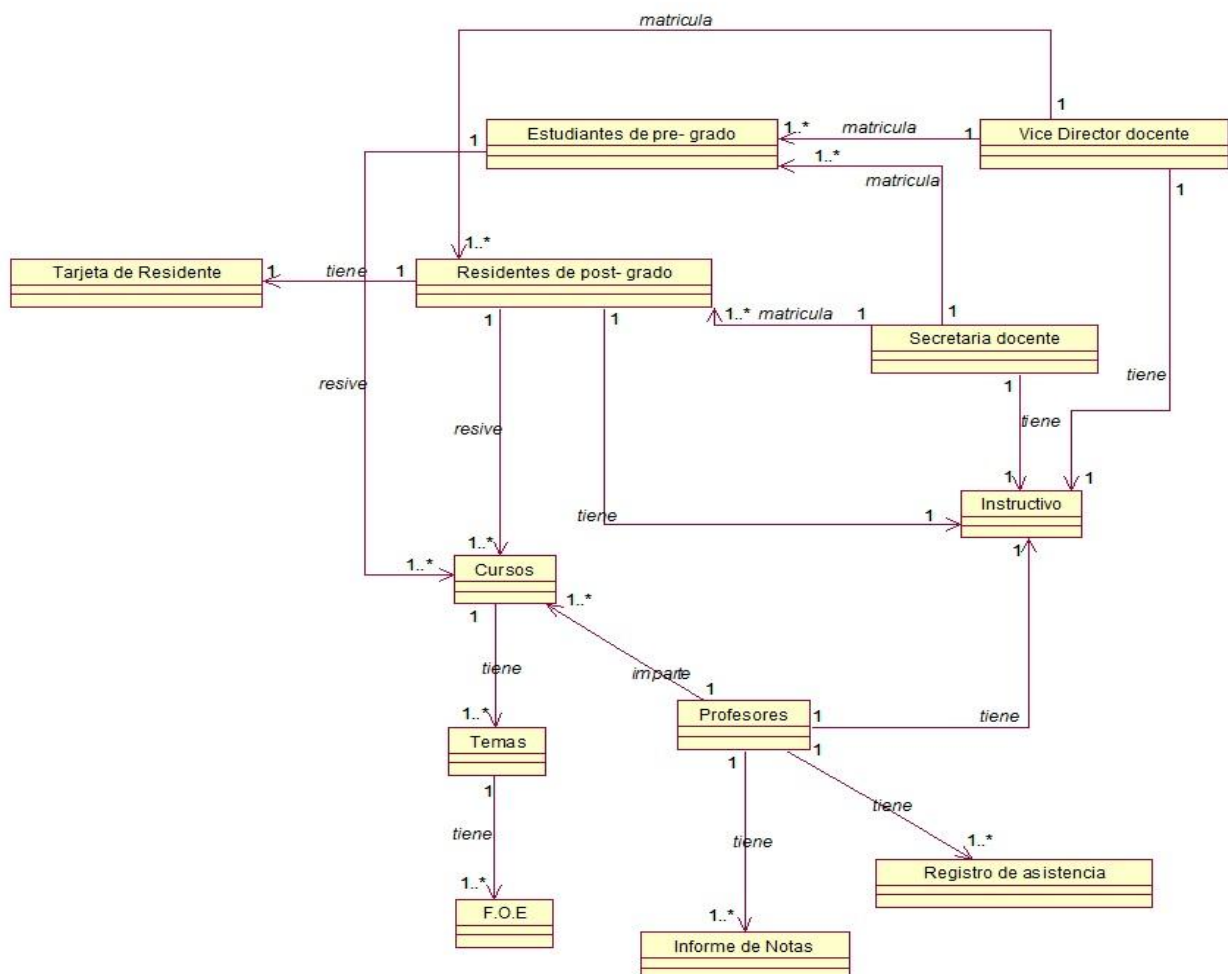 matricula
1
1 Estudiantes de pre- grado 1..* matricula 1 Vice Director docente
1..* 1
matricula
1..*
Tarjeta de Residente 1 tiene 1 Residentes de post- grado
1 1 1..* matricula 1 1
Secretaria docente
resive 1 tiene
resive tiene
1 1
Instructivo
tiene 1
1..* 1
1..* Cursos
1 1..*
tiene imparte
1
1..* Profesores 1 tiene
Temas 1 1
1
tiene tiene
tiene 1..*
1..* Registro de asistencia
F.O.E 1..*
Informe de Notas